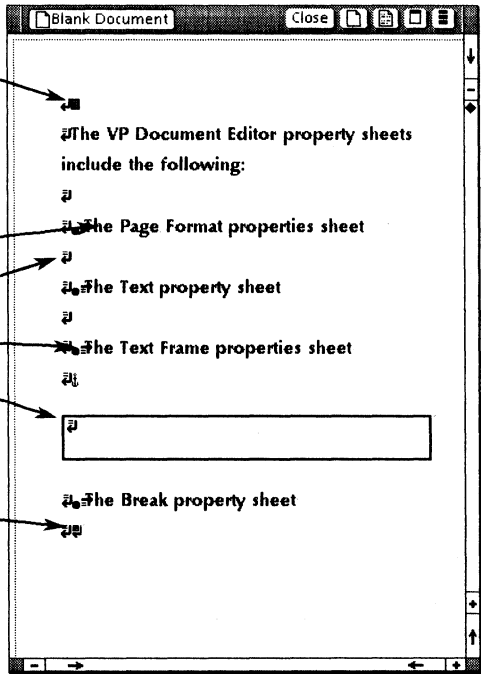 Blank Document Close
The VP Document Editor property sheets
include the following:
The Page Format properties sheet
The Text property sheet
The Text Frame properties sheet
The Break property sheet